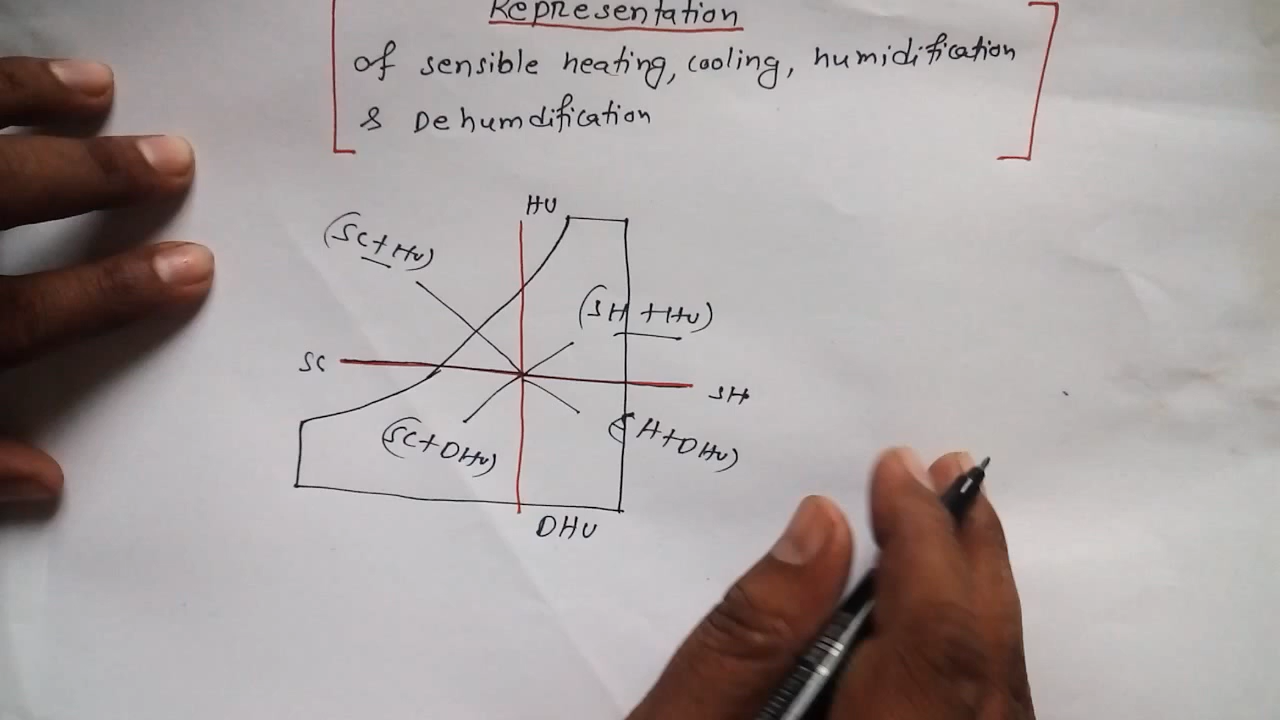 Representation
of sensible heating, cooling, humidification
& Dehumdification
HU
(SC+HU)
(SH+HU)
SC
SH
(SC+DHU)
(SH+DHU)
DHU